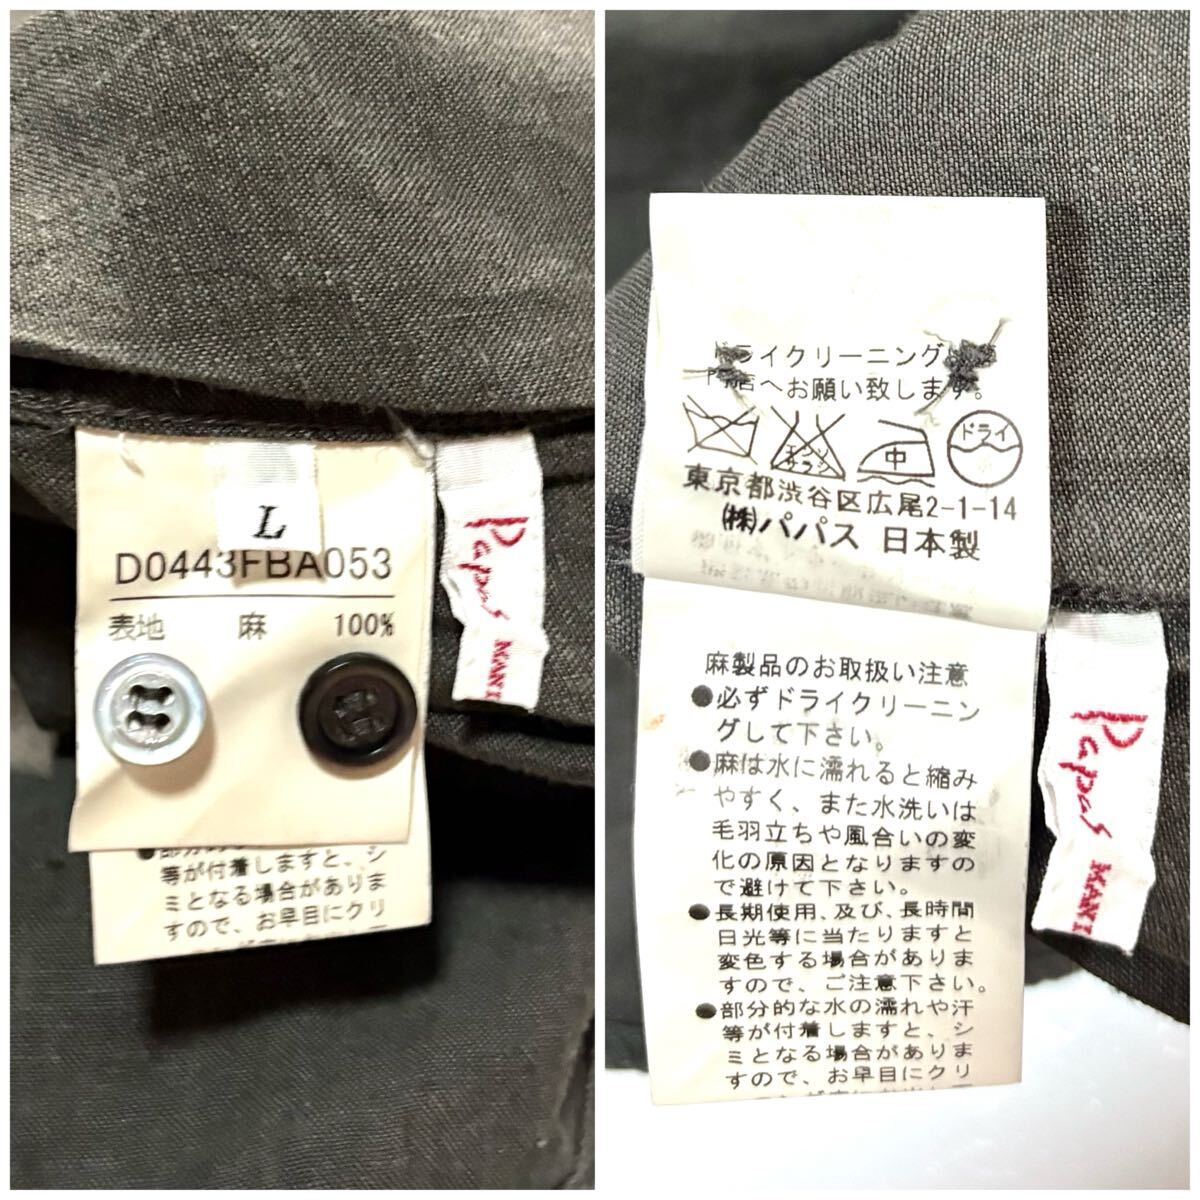 L
D0443FBA053
表地 麻 100%
Papas
等が付着しますと、シ
ミとなる場合がありま
すので、お早目にクリ
ドライクリーニング
へお願い致します。
エンソ
サラシ
中
ドライ
東京都渋谷区広尾2-1-14
㈱パパス 日本製
麻製品のお取扱い注意
●必ずドライクリーニン
グして下さい。
●麻は水に濡れると縮み
やすく、また水洗いは
毛羽立ちや風合いの変
化の原因となりますの
で避けて下さい。
●長期使用、及び、長時間
日光等に当たりますと
変色する場合がありま
すので、ご注意下さい。
●部分的な水の濡れや汗
等が付着しますと、シ
ミとなる場合がありま
すので、お早目にクリ
Papas